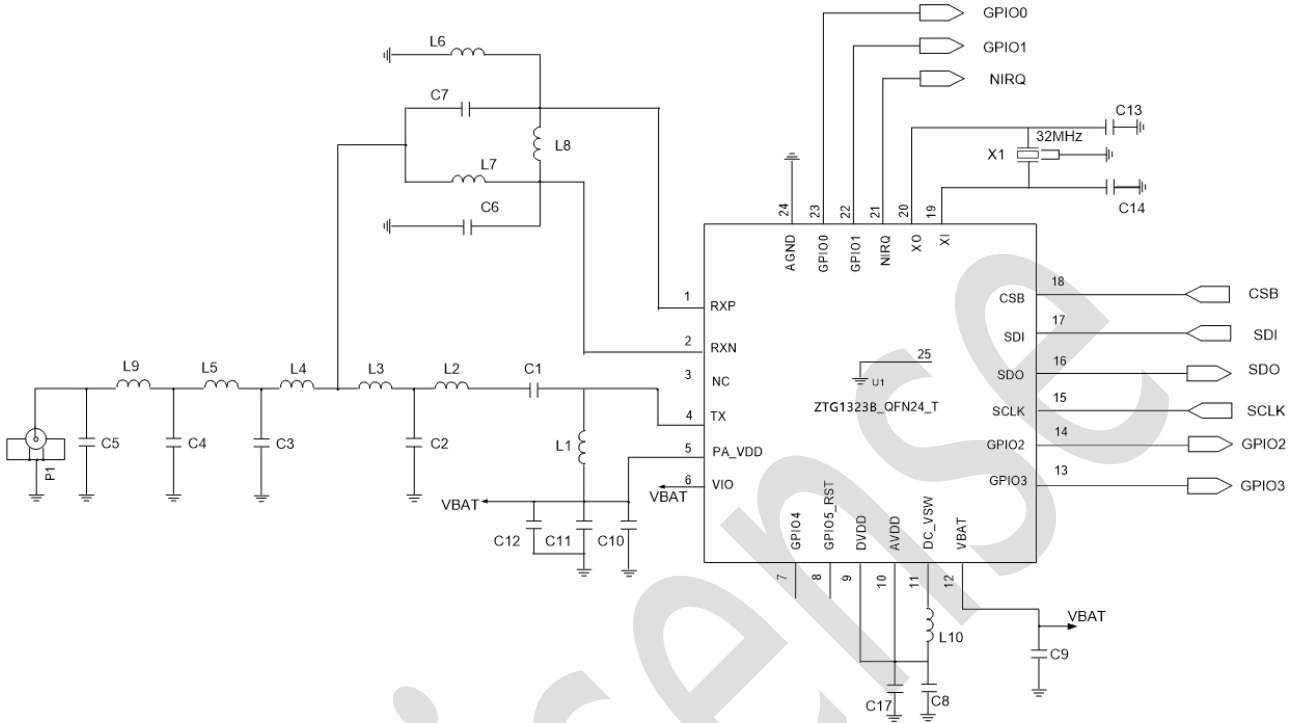 GPIO0
GPIO1
NIRQ
L6
C7
L8
L7
C6
C13
32MHz
X1
C14
24
23
22
21
20
19
AGND
GPIO0
GPIO1
NIRQ
XO
XI
1
RXP
2
RXN
3
NC
4
TX
5
PA_VDD
6
VIO
18
CSB
CSB
17
SDI
SDI
16
SDO
SDO
15
SCLK
SCLK
14
GPIO2
GPIO2
13
GPIO3
GPIO3
25
U1
ZTG1323B_QFN24_T
L9
L5
L4
L3
L2
C1
C5
C4
C3
C2
L1
P1
VBAT
VBAT
C12
C11
C10
GPIO4
GPIO5_RST
DVDD
AVDD
DC_VSW
VBAT
7
8
9
10
11
12
L10
VBAT
C9
C17
C8